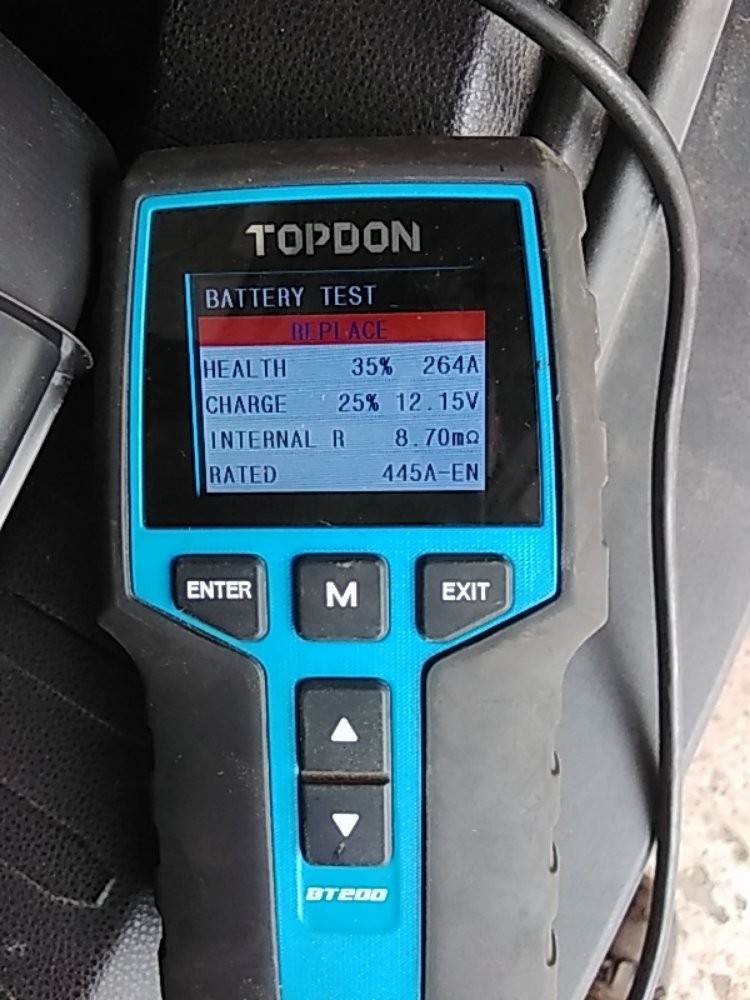 TOPDON
BATTERY TEST
REPLACE
HEALTH 35% 264A
CHARGE 25% 12.15V
INTERNAL R 8.70mΩ
RATED 445A-EN
ENTER M EXIT
▲
▼
BT200